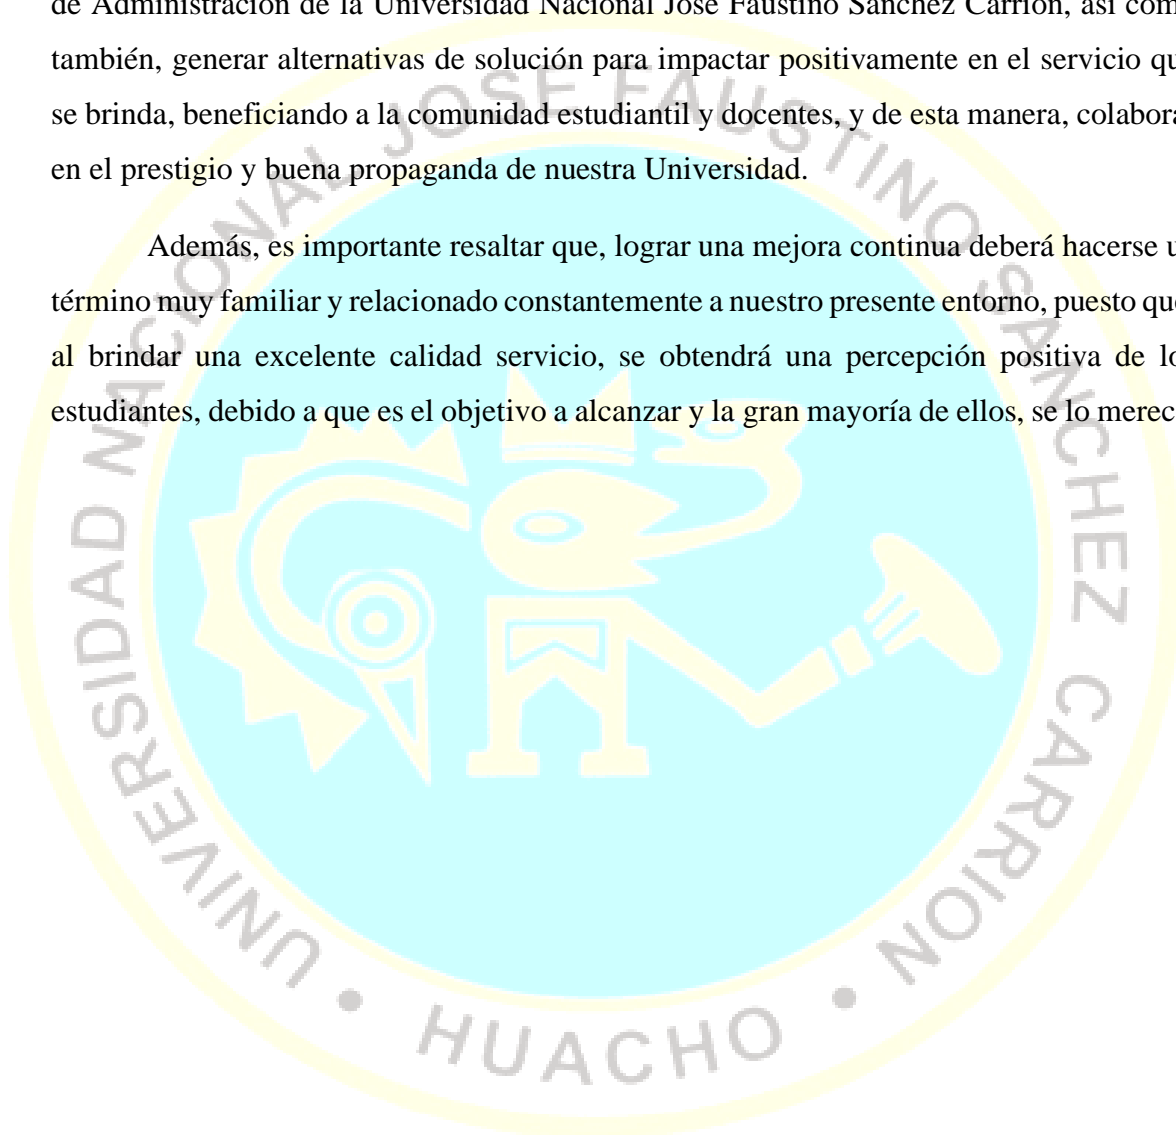 de Administración de la Universidad Nacional José Faustino Sánchez Carrión, así com
también, generar alternativas de solución para impactar positivamente en el servicio qu
se brinda, beneficiando a la comunidad estudiantil y docentes, y de esta manera, colabora
en el prestigio y buena propaganda de nuestra Universidad.
Además, es importante resaltar que, lograr una mejora continua deberá hacerse u
término muy familiar y relacionado constantemente a nuestro presente entorno, puesto que
al brindar una excelente calidad servicio, se obtendrá una percepción positiva de lo
estudiantes, debido a que es el objetivo a alcanzar y la gran mayoría de ellos, se lo merec
UNIVERSIDAD NACIONAL JOSE FAUSTINO SANCHEZ CARRION
• HUACHO •